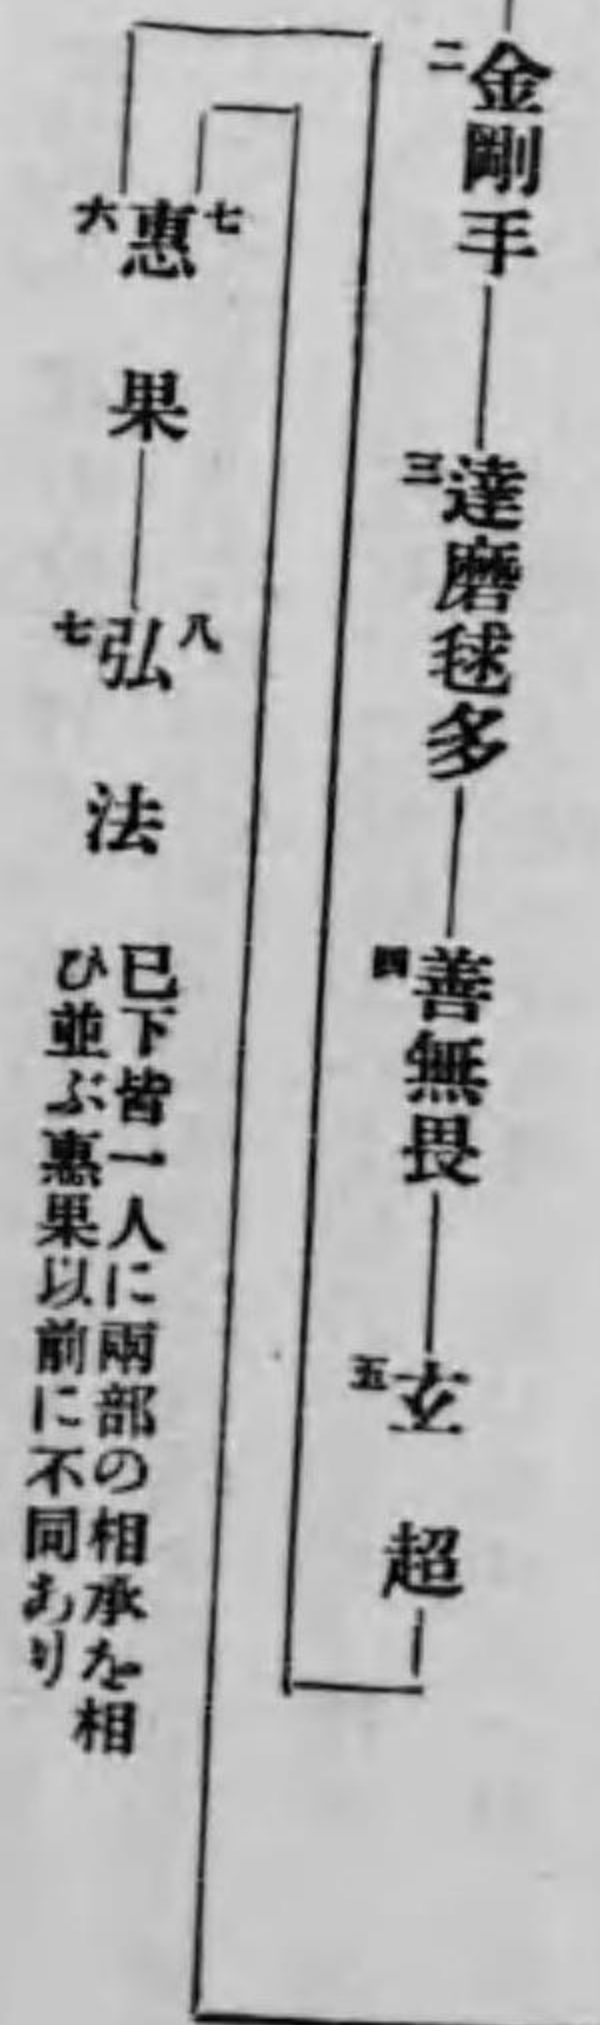 二金剛手
三達磨毬多
四善無畏
五玄超
六惠果七
七弘法八
已下皆一人に兩部の相承を相
ひ並ぶ惠果以前に不同あり